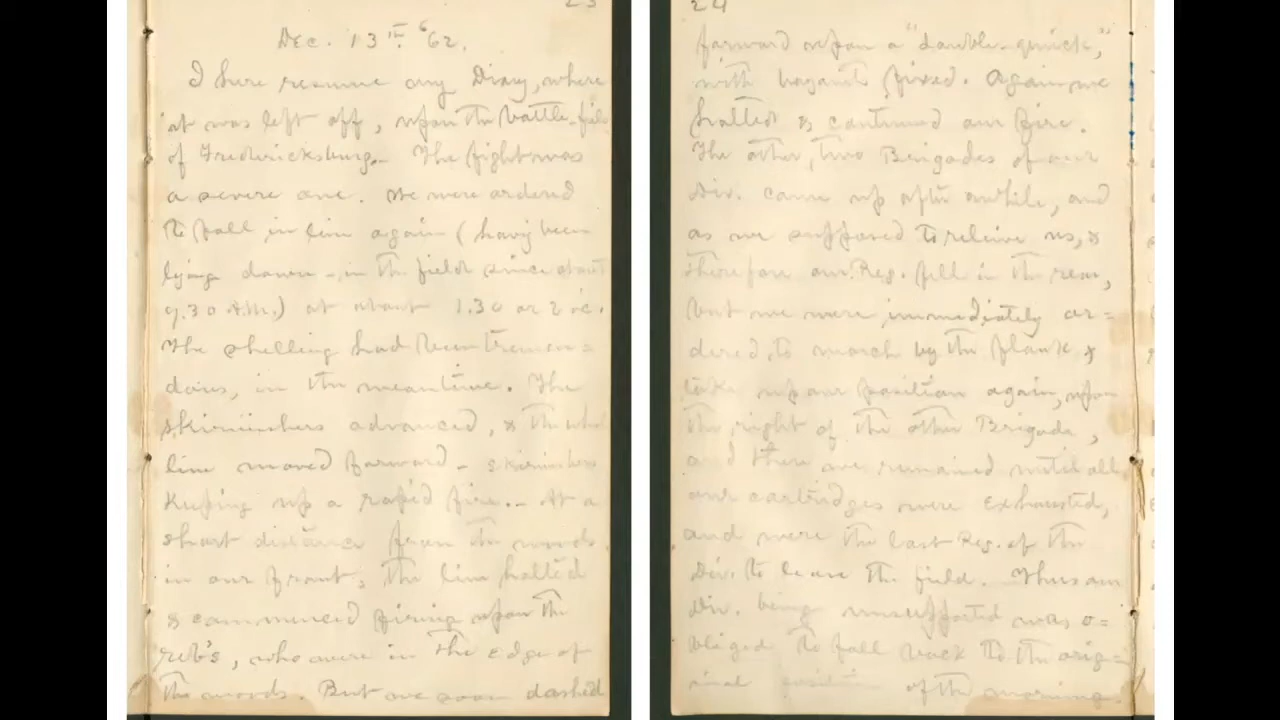 23
Dec. 13th '62.
I here resume my Diary, where
it was left off, upon the battle-field
of Fredericksburg. The fight was
a severe one. We were ordered
to fall in line again (having been
lying down in the field since about
9.30 A.M.) at about 1.30 or 2 oc.
The shelling had been tremen=
dous, in the meantime. The
skirmishers advanced, & the whole
line moved forward - skirmishers
keeping up a rapid fire. - At a
short distance from the woods
in our front, the line halted
& commenced firing upon the
reb's, who were in the edge of
the woods. But we soon dashed
24
forward upon a "double-quick,"
with bayonets fixed. Again we
halted & continued our fire.
The other two Brigades of our
Div. came up after awhile, and
as we supposed to releive us, &
therefore our Reg. fell in the rear,
but we were immediately or=
dered to march by the flank &
take up our position again, upon
the right of the other Brigade,
and there we remained until all
our cartridges were exhausted,
and were the last Reg. of the
Div. to leave the field. Thus our
Div. being unsupported was o=
bliged to fall back to the orig=
inal position of the morning.